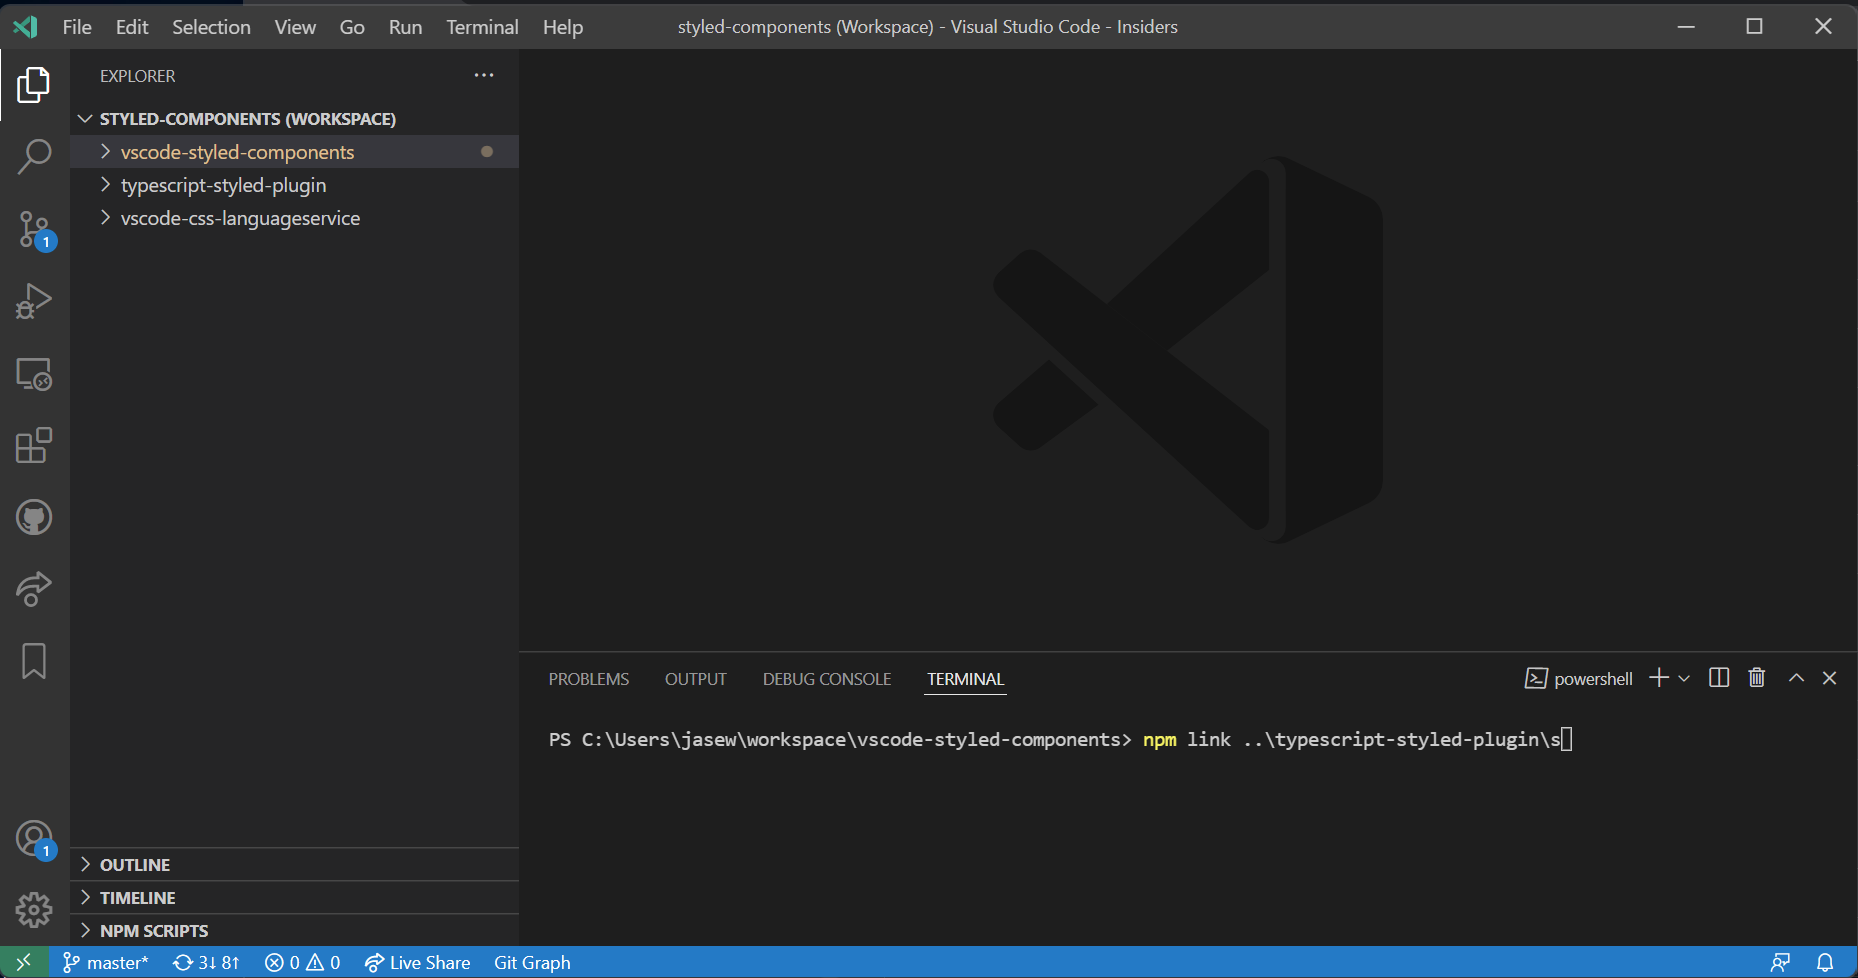 File Edit Selection View Go Run Terminal Help
styled-components (Workspace) - Visual Studio Code - Insiders
EXPLORER
STYLED-COMPONENTS (WORKSPACE)
vscode-styled-components
typescript-styled-plugin
vscode-css-languageservice
1
1
OUTLINE
TIMELINE
NPM SCRIPTS
PROBLEMS OUTPUT DEBUG CONSOLE TERMINAL
powershell
PS C:\Users\jasew\workspace\vscode-styled-components> npm link ..\typescript-styled-plugin\s
master* 3↓ 8↑ 0 0 Live Share Git Graph